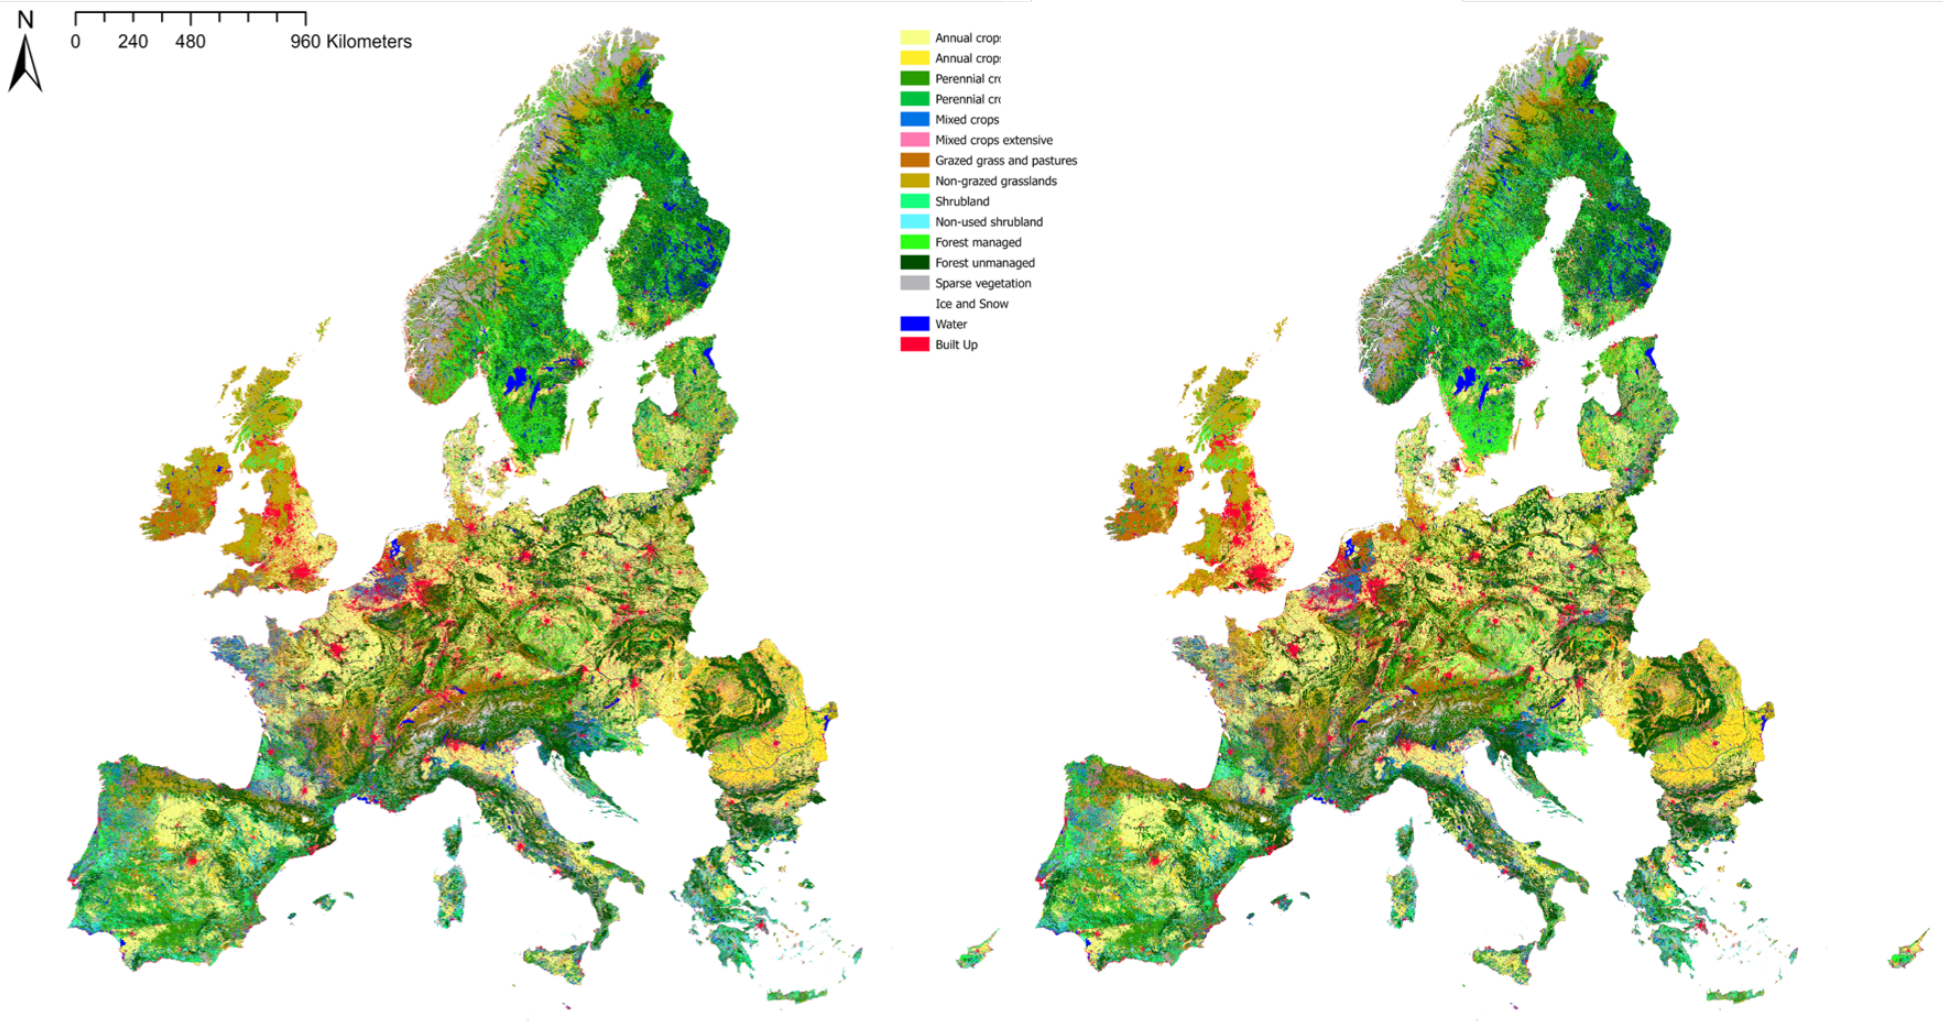 N
0 240 480 960 Kilometers
Annual crop
Annual crop
Perennial cr
Perennial cr
Mixed crops
Mixed crops extensive
Grazed grass and pastures
Non-grazed grasslands
Shrubland
Non-used shrubland
Forest managed
Forest unmanaged
Sparse vegetation
Ice and Snow
Water
Built Up